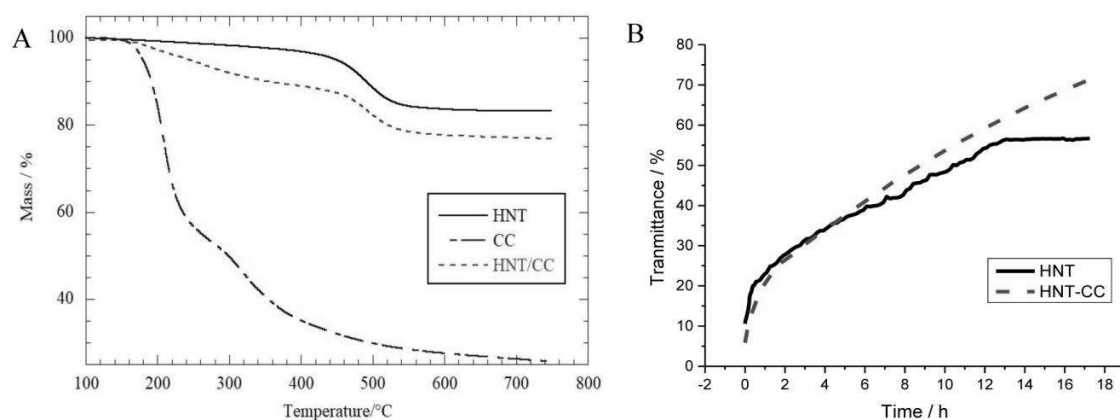 A
Mass / %
100
80
60
40
HNT
CC
HNT/CC
100 200 300 400 500 600 700 800
Temperature/°C
B
Tranmittance / %
80
70
60
50
40
30
20
10
0
HNT
HNT-CC
-2 0 2 4 6 8 10 12 14 16 18
Time / h